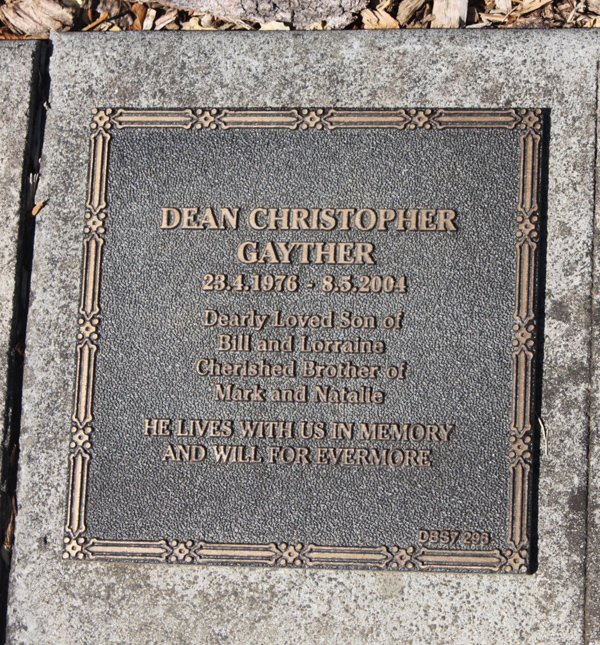 DEAN CHRISTOPHER
GAYTHER
23.4.1976 - 8.5.2004
Dearly Loved Son of
Bill and Lorraine
Cherished Brother of
Mark and Natalie
HE LIVES WITH US IN MEMORY
AND WILL FOR EVERMORE
DBS7 296